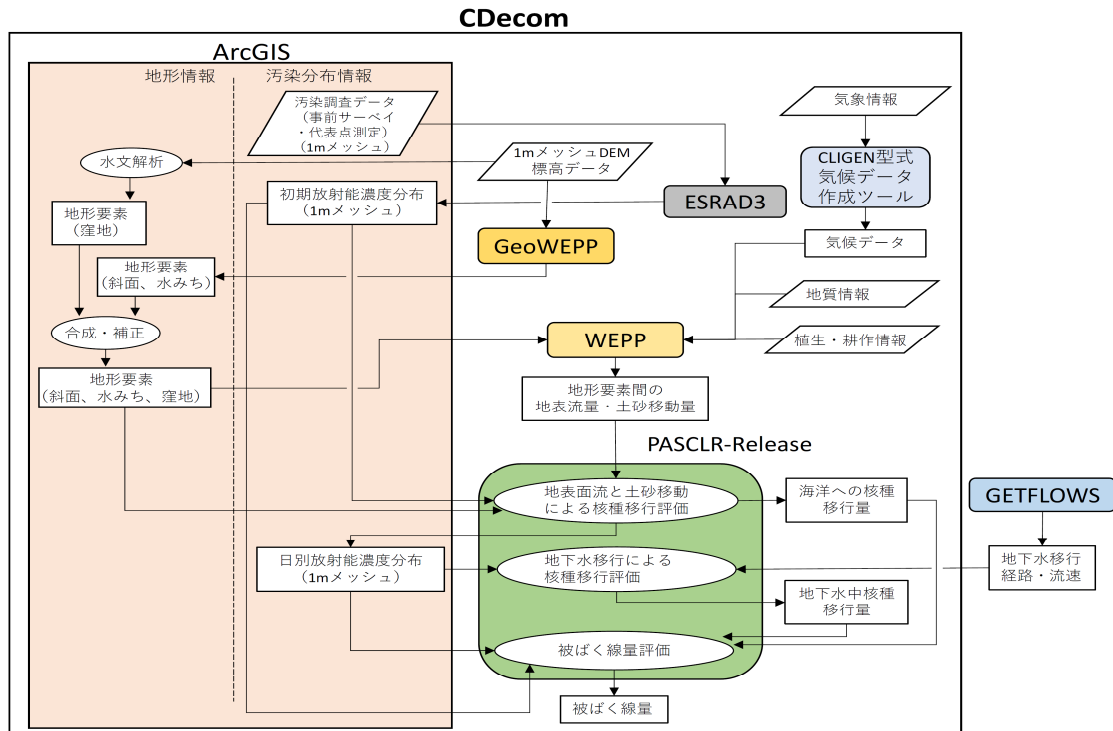 CDecom
ArcGIS
地形情報
汚染分布情報
汚染調査データ
（事前サーベイ
・代表点測定）
（1mメッシュ）
気象情報
水文解析
1mメッシュDEM
標高データ
CLIGEN型式
気候データ
作成ツール
初期放射能濃度分布
（1mメッシュ）
ESRAD3
地形要素
（窪地）
GeoWEPP
気候データ
地形要素
（斜面、水みち）
地質情報
合成・補正
WEPP
植生・耕作情報
地形要素
（斜面、水みち、窪地）
地形要素間の
地表流量・土砂移動量
PASCLR-Release
地表面流と土砂移動
による核種移行評価
海洋への核種
移行量
GETFLOWS
日別放射能濃度分布
（1mメッシュ）
地下水移行による
核種移行評価
地下水移行
経路・流速
地下水中核種
移行量
被ばく線量評価
被ばく線量